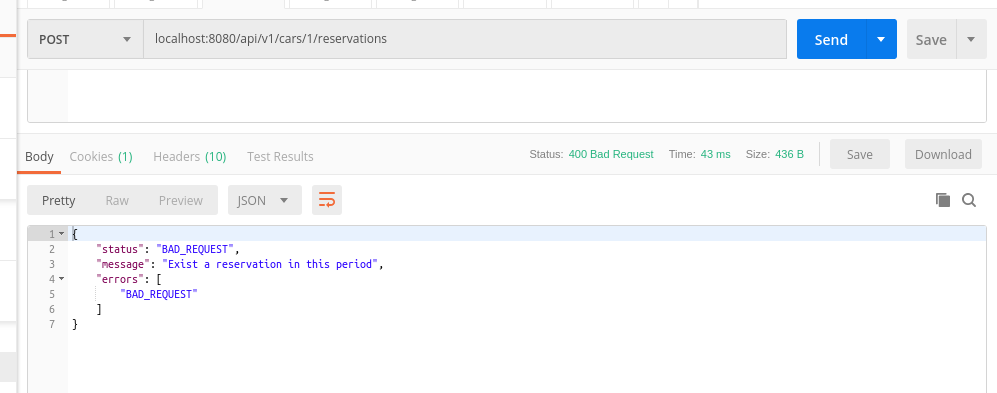 POST localhost:8080/api/v1/cars/1/reservations Send Save
Body Cookies (1) Headers (10) Test Results Status: 400 Bad Request Time: 43 ms Size: 436 B Save Download
Pretty Raw Preview JSON
1 {
2 "status": "BAD_REQUEST",
3 "message": "Exist a reservation in this period",
4 "errors": [
5 "BAD_REQUEST"
6 ]
7 }